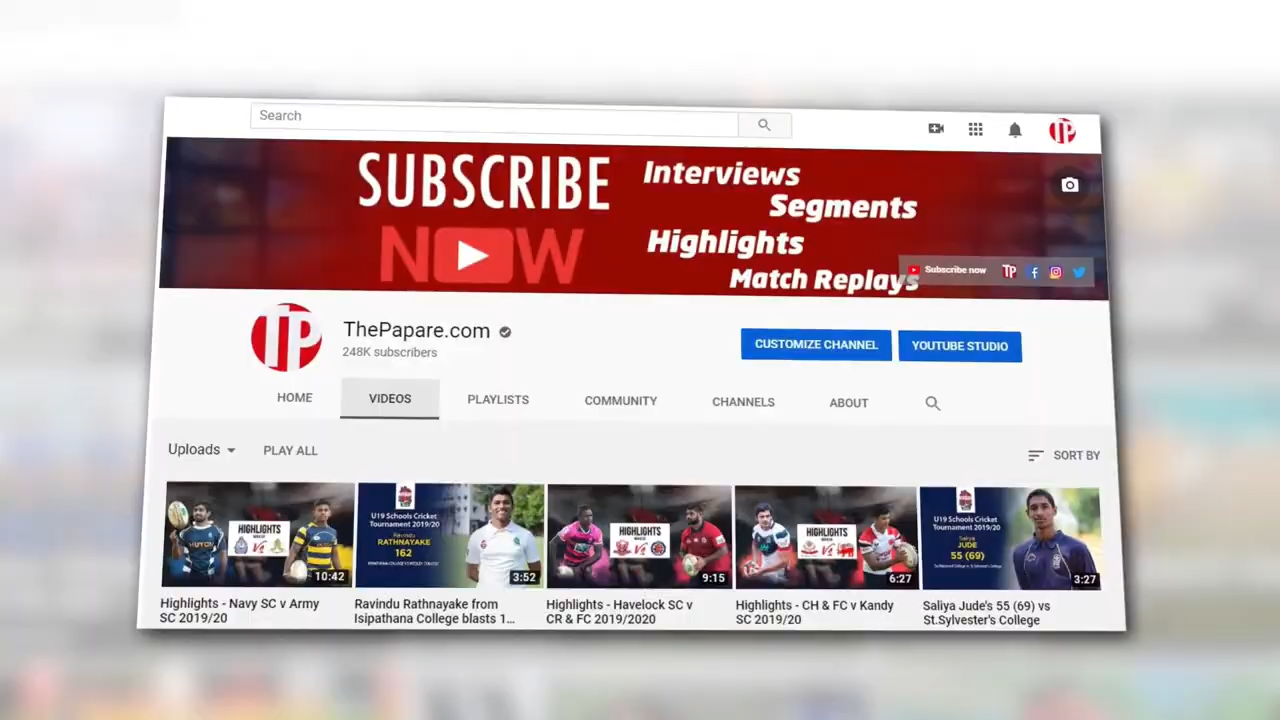 Search
TP
SUBSCRIBE
NOW
Interviews
Segments
Highlights
Match Replays
Subscribe now
TP
TP
ThePapare.com
248K subscribers
CUSTOMIZE CHANNEL
YOUTUBE STUDIO
HOME
VIDEOS
PLAYLISTS
COMMUNITY
CHANNELS
ABOUT
Uploads
PLAY ALL
SORT BY
HIGHLIGHTS
10:42
U19 Schools Cricket
Tournament 2019/20
Ravindu
RATHNAYAKE
162
3:52
HIGHLIGHTS
9:15
HIGHLIGHTS
6:27
U19 Schools Cricket
Tournament 2019/20
Saliya
JUDE
55 (69)
3:27
Highlights - Navy SC v Army
SC 2019/20
Ravindu Rathnayake from
Isipathana College blasts 1...
Highlights - Havelock SC v
CR & FC 2019/2020
Highlights - CH & FC v Kandy
SC 2019/20
Saliya Jude's 55 (69) vs
St.Sylvester's College